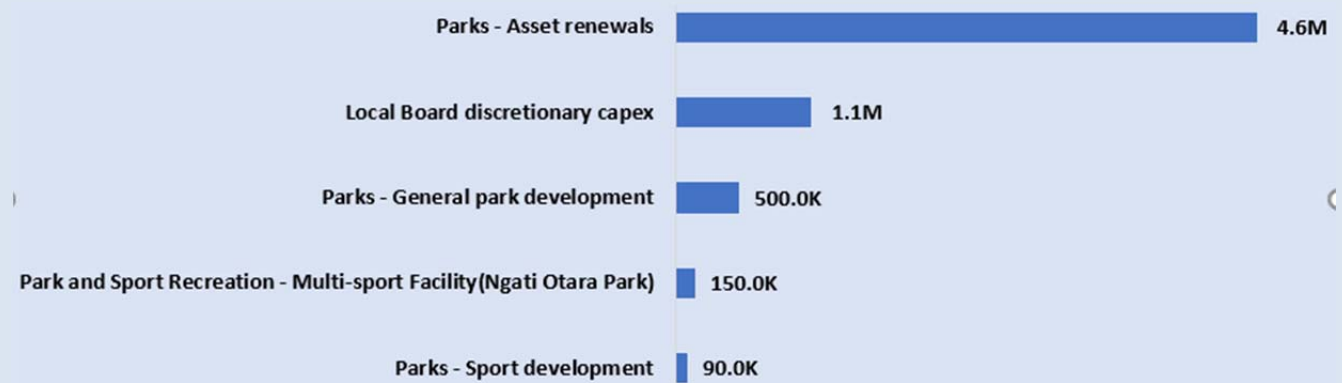 Parks - Asset renewals 4.6M
Local Board discretionary capex 1.1M
Parks - General park development 500.0K
Park and Sport Recreation - Multi-sport Facility(Ngati Otara Park) 150.0K
Parks - Sport development 90.0K